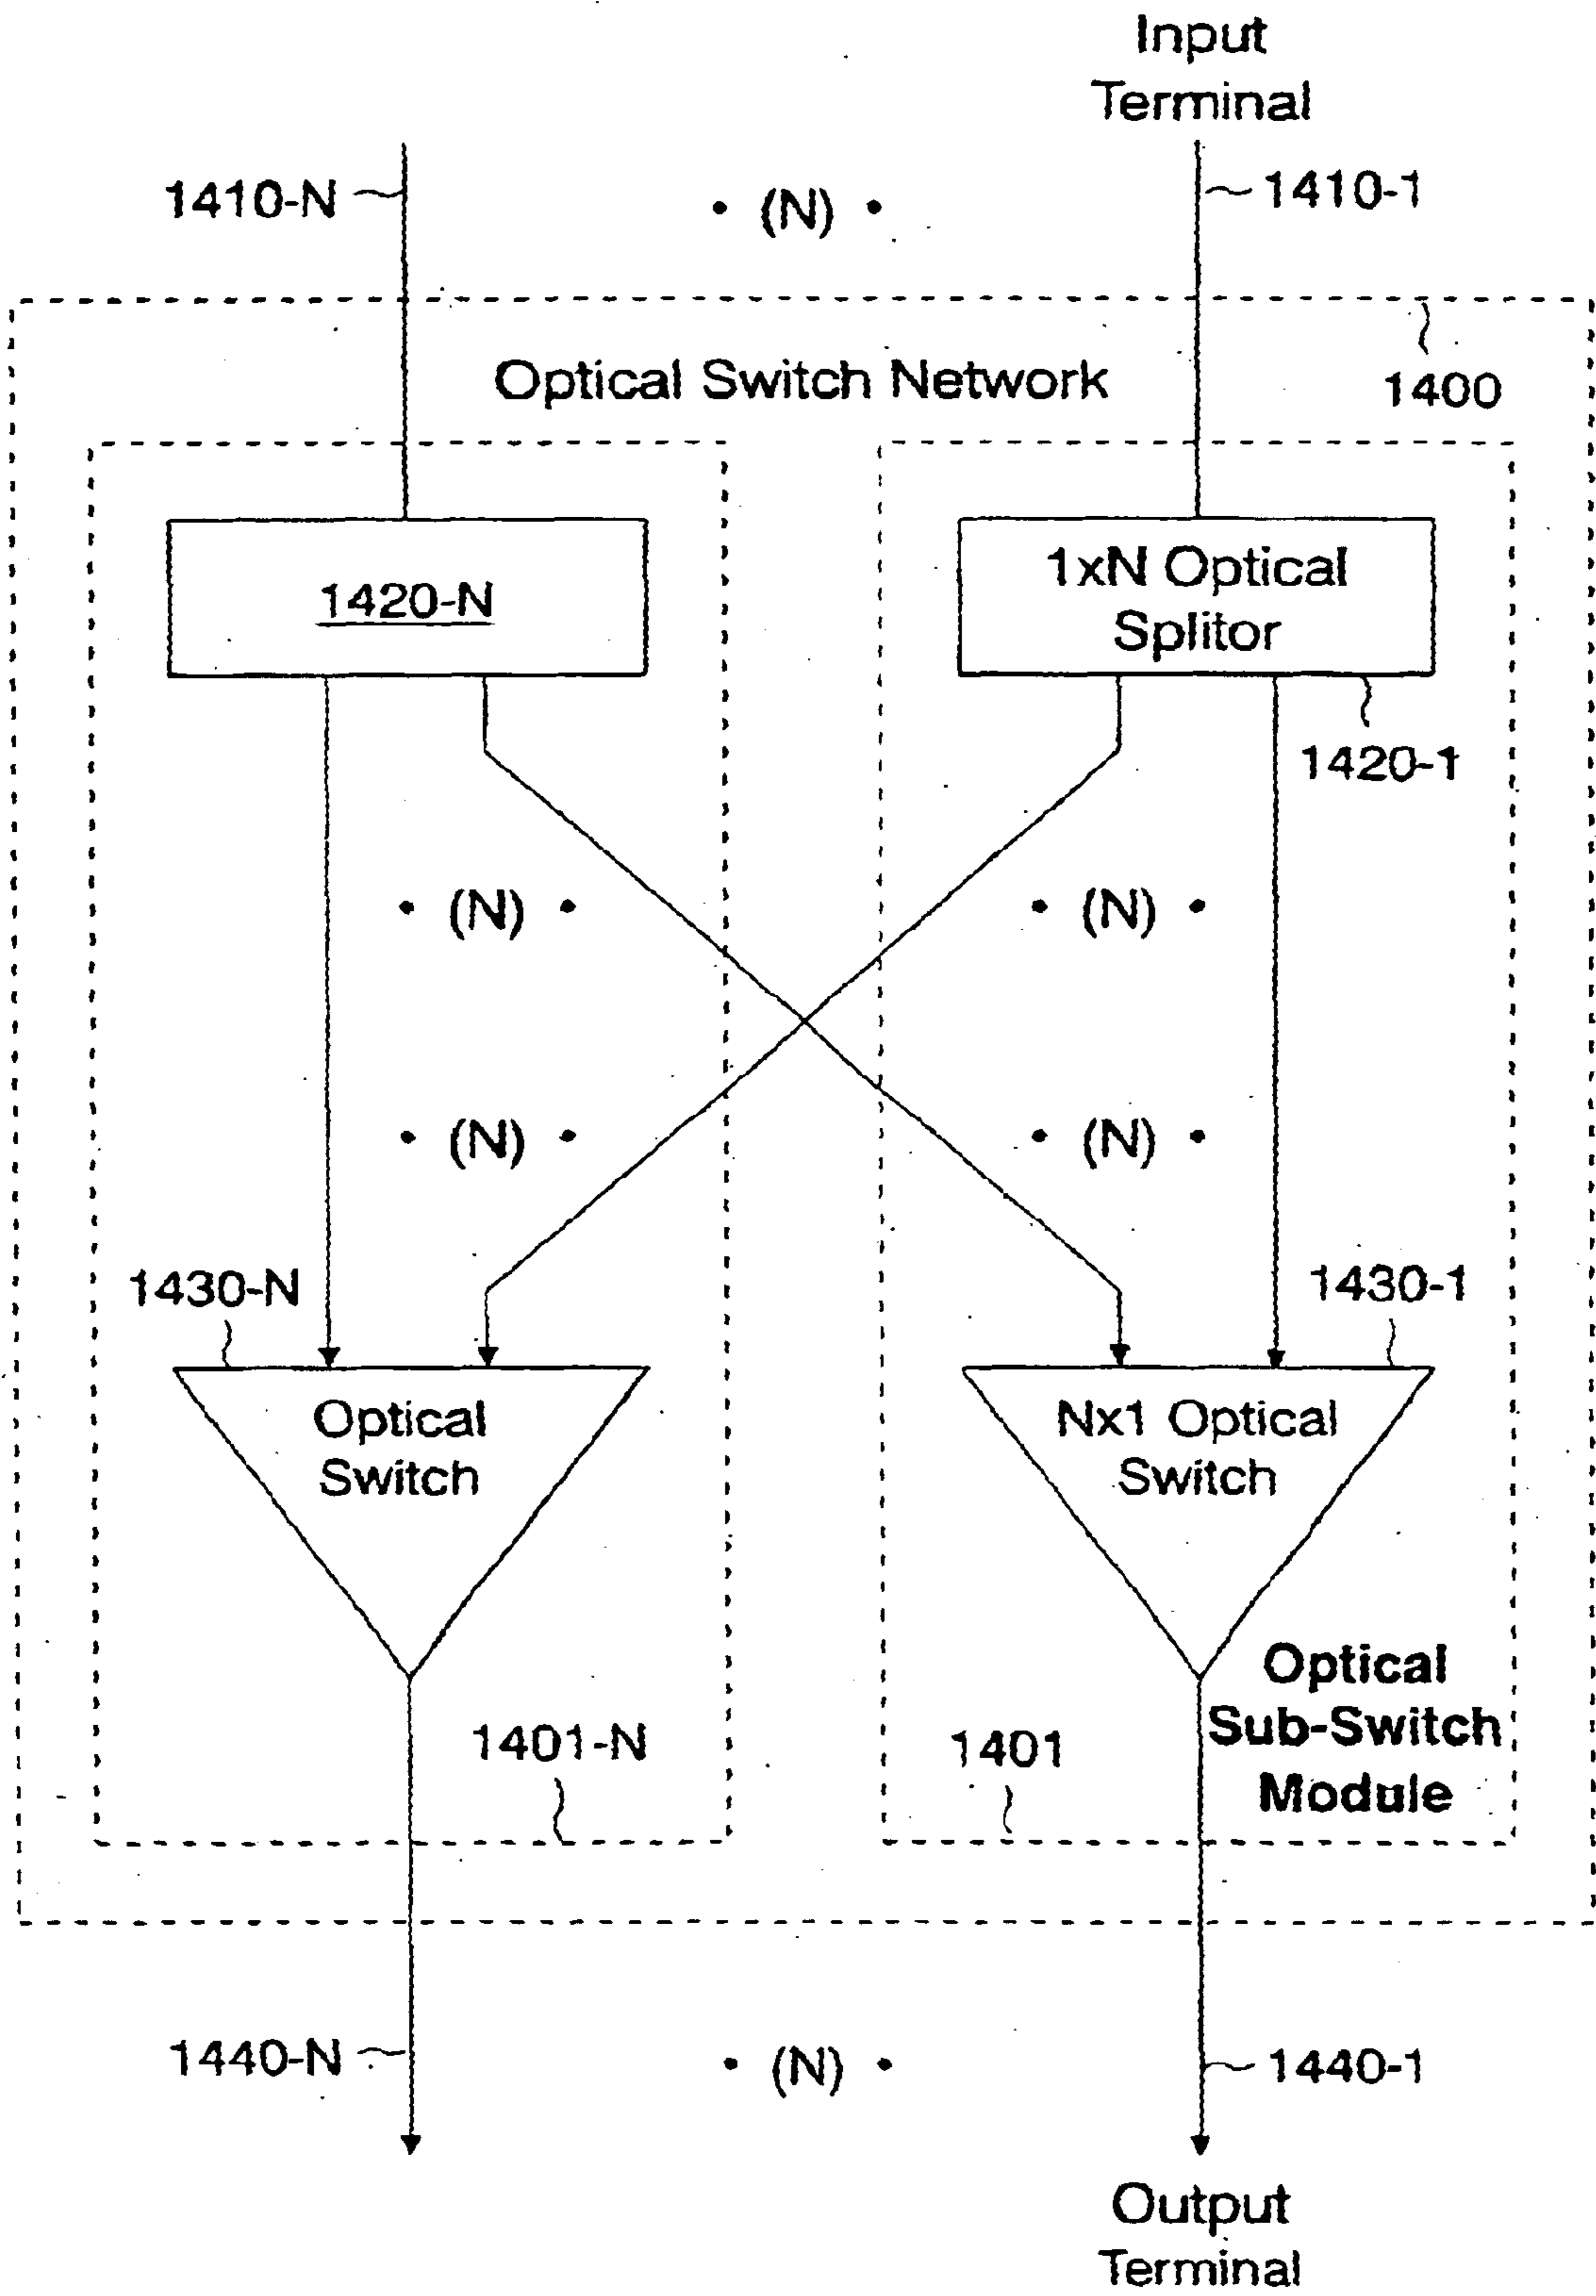 Input
Terminal
1410-N
• (N) •
1410-1
Optical Switch Network
1400
1420-N
1xN Optical
Splitor
1420-1
• (N) •
• (N) •
• (N) •
• (N) •
1430-N
1430-1
Optical
Switch
Nx1 Optical
Switch
Optical
Sub-Switch
Module
1401-N
1401
1440-N
• (N) •
1440-1
Output
Terminal